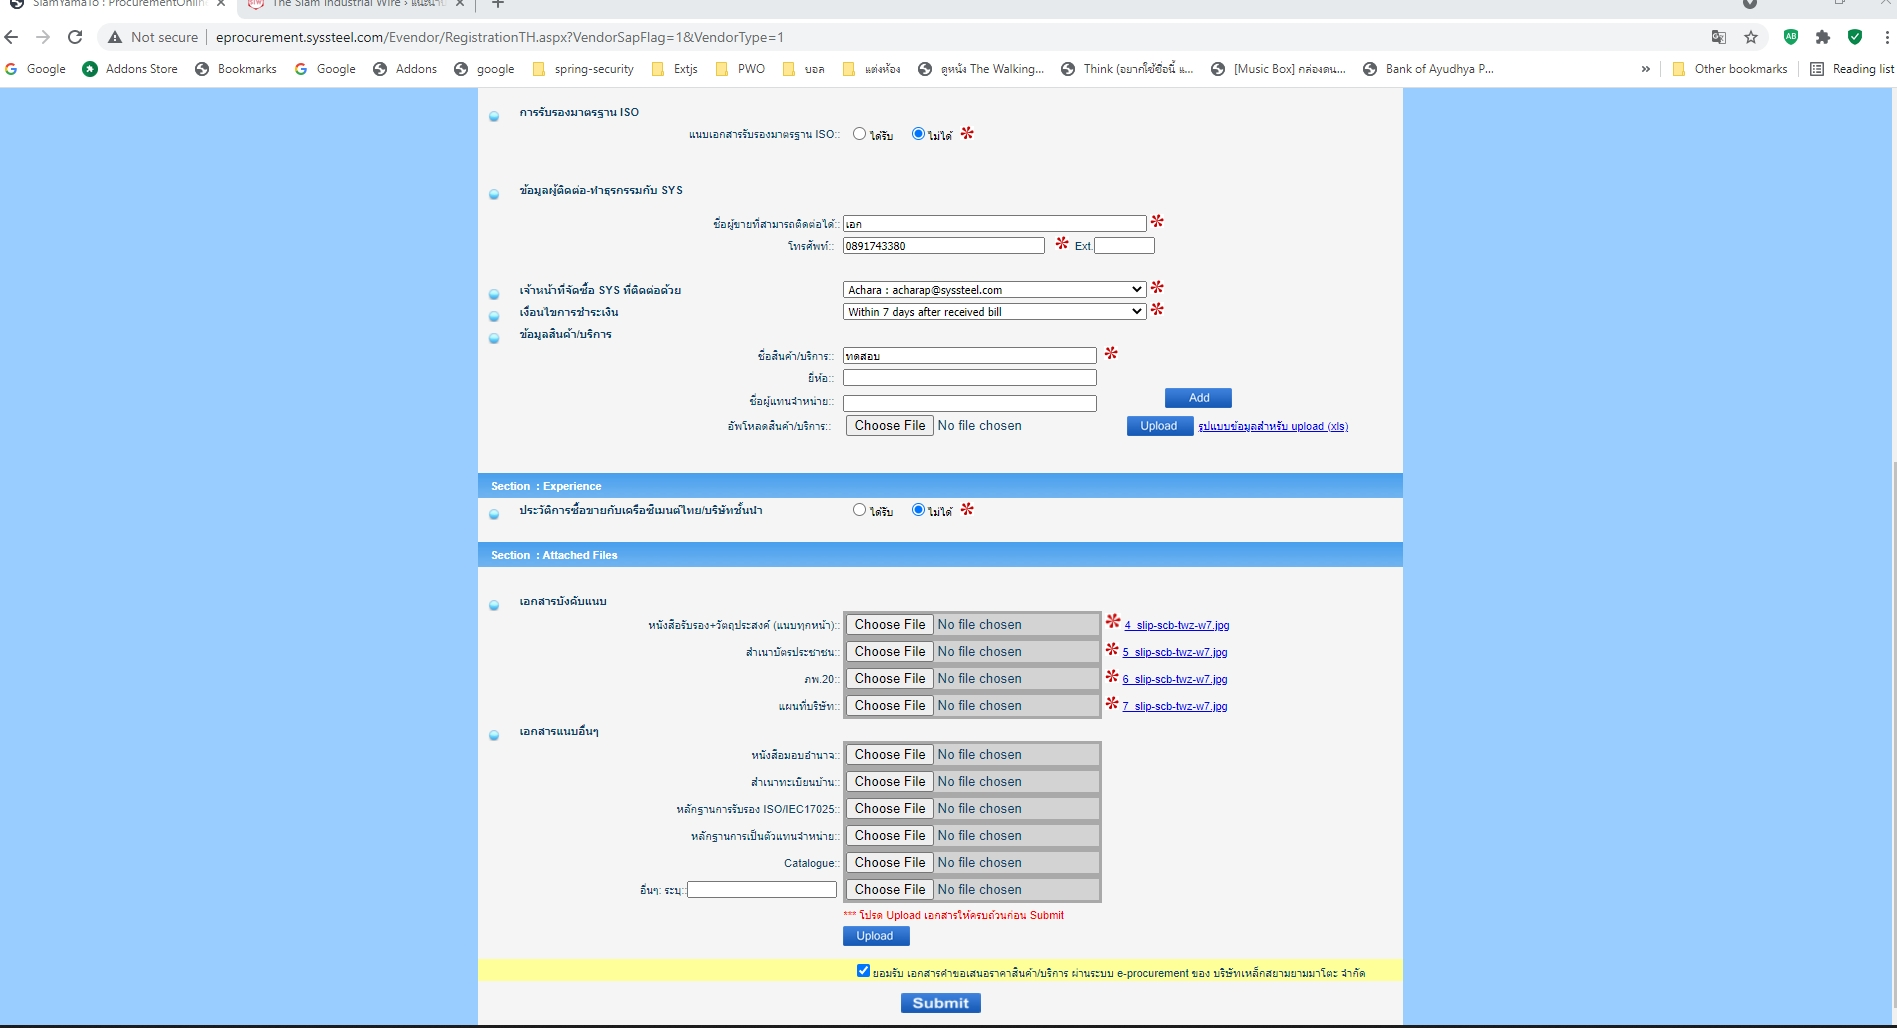 SiamYamaTo : ProcurementOnlin
The Siam Industrial Wire › แนะนำบ
Not secure
eprocurement.syssteel.com/Evendor/RegistrationTH.aspx?VendorSapFlag=1&VendorType=1
Google Addons Store Bookmarks Google Addons google spring-security Extjs PWO บอล แต่งห้อง ดูหนัง The Walking... Think (อยากใช้ชื่อนี้ แ... [Music Box] กล่องดน... Bank of Ayudhya P... » Other bookmarks Reading list
การรับรองมาตรฐาน ISO
แนบเอกสารรับรองมาตรฐาน ISO:: ได้รับ ไม่ได้ *
ข้อมูลผู้ติดต่อ-ทำธุรกรรมกับ SYS
ชื่อผู้ขายที่สามารถติดต่อได้:: เอก *
โทรศัพท์:: 0891743380 * Ext.
เจ้าหน้าที่จัดซื้อ SYS ที่ติดต่อด้วย Achara : acharap@syssteel.com *
เงื่อนไขการชำระเงิน Within 7 days after received bill *
ข้อมูลสินค้า/บริการ
ชื่อสินค้า/บริการ:: ทดสอบ *
ยี่ห้อ::
ชื่อผู้แทนจำหน่าย:: Add
อัพโหลดสินค้า/บริการ:: Choose File No file chosen Upload รูปแบบข้อมูลสำหรับ upload (xls)
Section : Experience
ประวัติการซื้อขายกับเครือซีเมนต์ไทย/บริษัทชั้นนำ ได้รับ ไม่ได้ *
Section : Attached Files
เอกสารบังคับแนบ
หนังสือรับรอง+วัตถุประสงค์ (แนบทุกหน้า):: Choose File No file chosen * 4_slip-scb-twz-w7.jpg
สำเนาบัตรประชาชน:: Choose File No file chosen * 5_slip-scb-twz-w7.jpg
ภพ.20:: Choose File No file chosen * 6_slip-scb-twz-w7.jpg
แผนที่บริษัท:: Choose File No file chosen * 7_slip-scb-twz-w7.jpg
เอกสารแนบอื่นๆ
หนังสือมอบอำนาจ:: Choose File No file chosen
สำเนาทะเบียนบ้าน:: Choose File No file chosen
หลักฐานการรับรอง ISO/IEC17025:: Choose File No file chosen
หลักฐานการเป็นตัวแทนจำหน่าย:: Choose File No file chosen
Catalogue:: Choose File No file chosen
อื่นๆ: ระบุ:: Choose File No file chosen
*** โปรด Upload เอกสารให้ครบถ้วนก่อน Submit
Upload
ยอมรับ เอกสารคำขอเสนอราคาสินค้า/บริการ ผ่านระบบ e-procurement ของ บริษัทเหล็กสยามยามาโตะ จำกัด
Submit